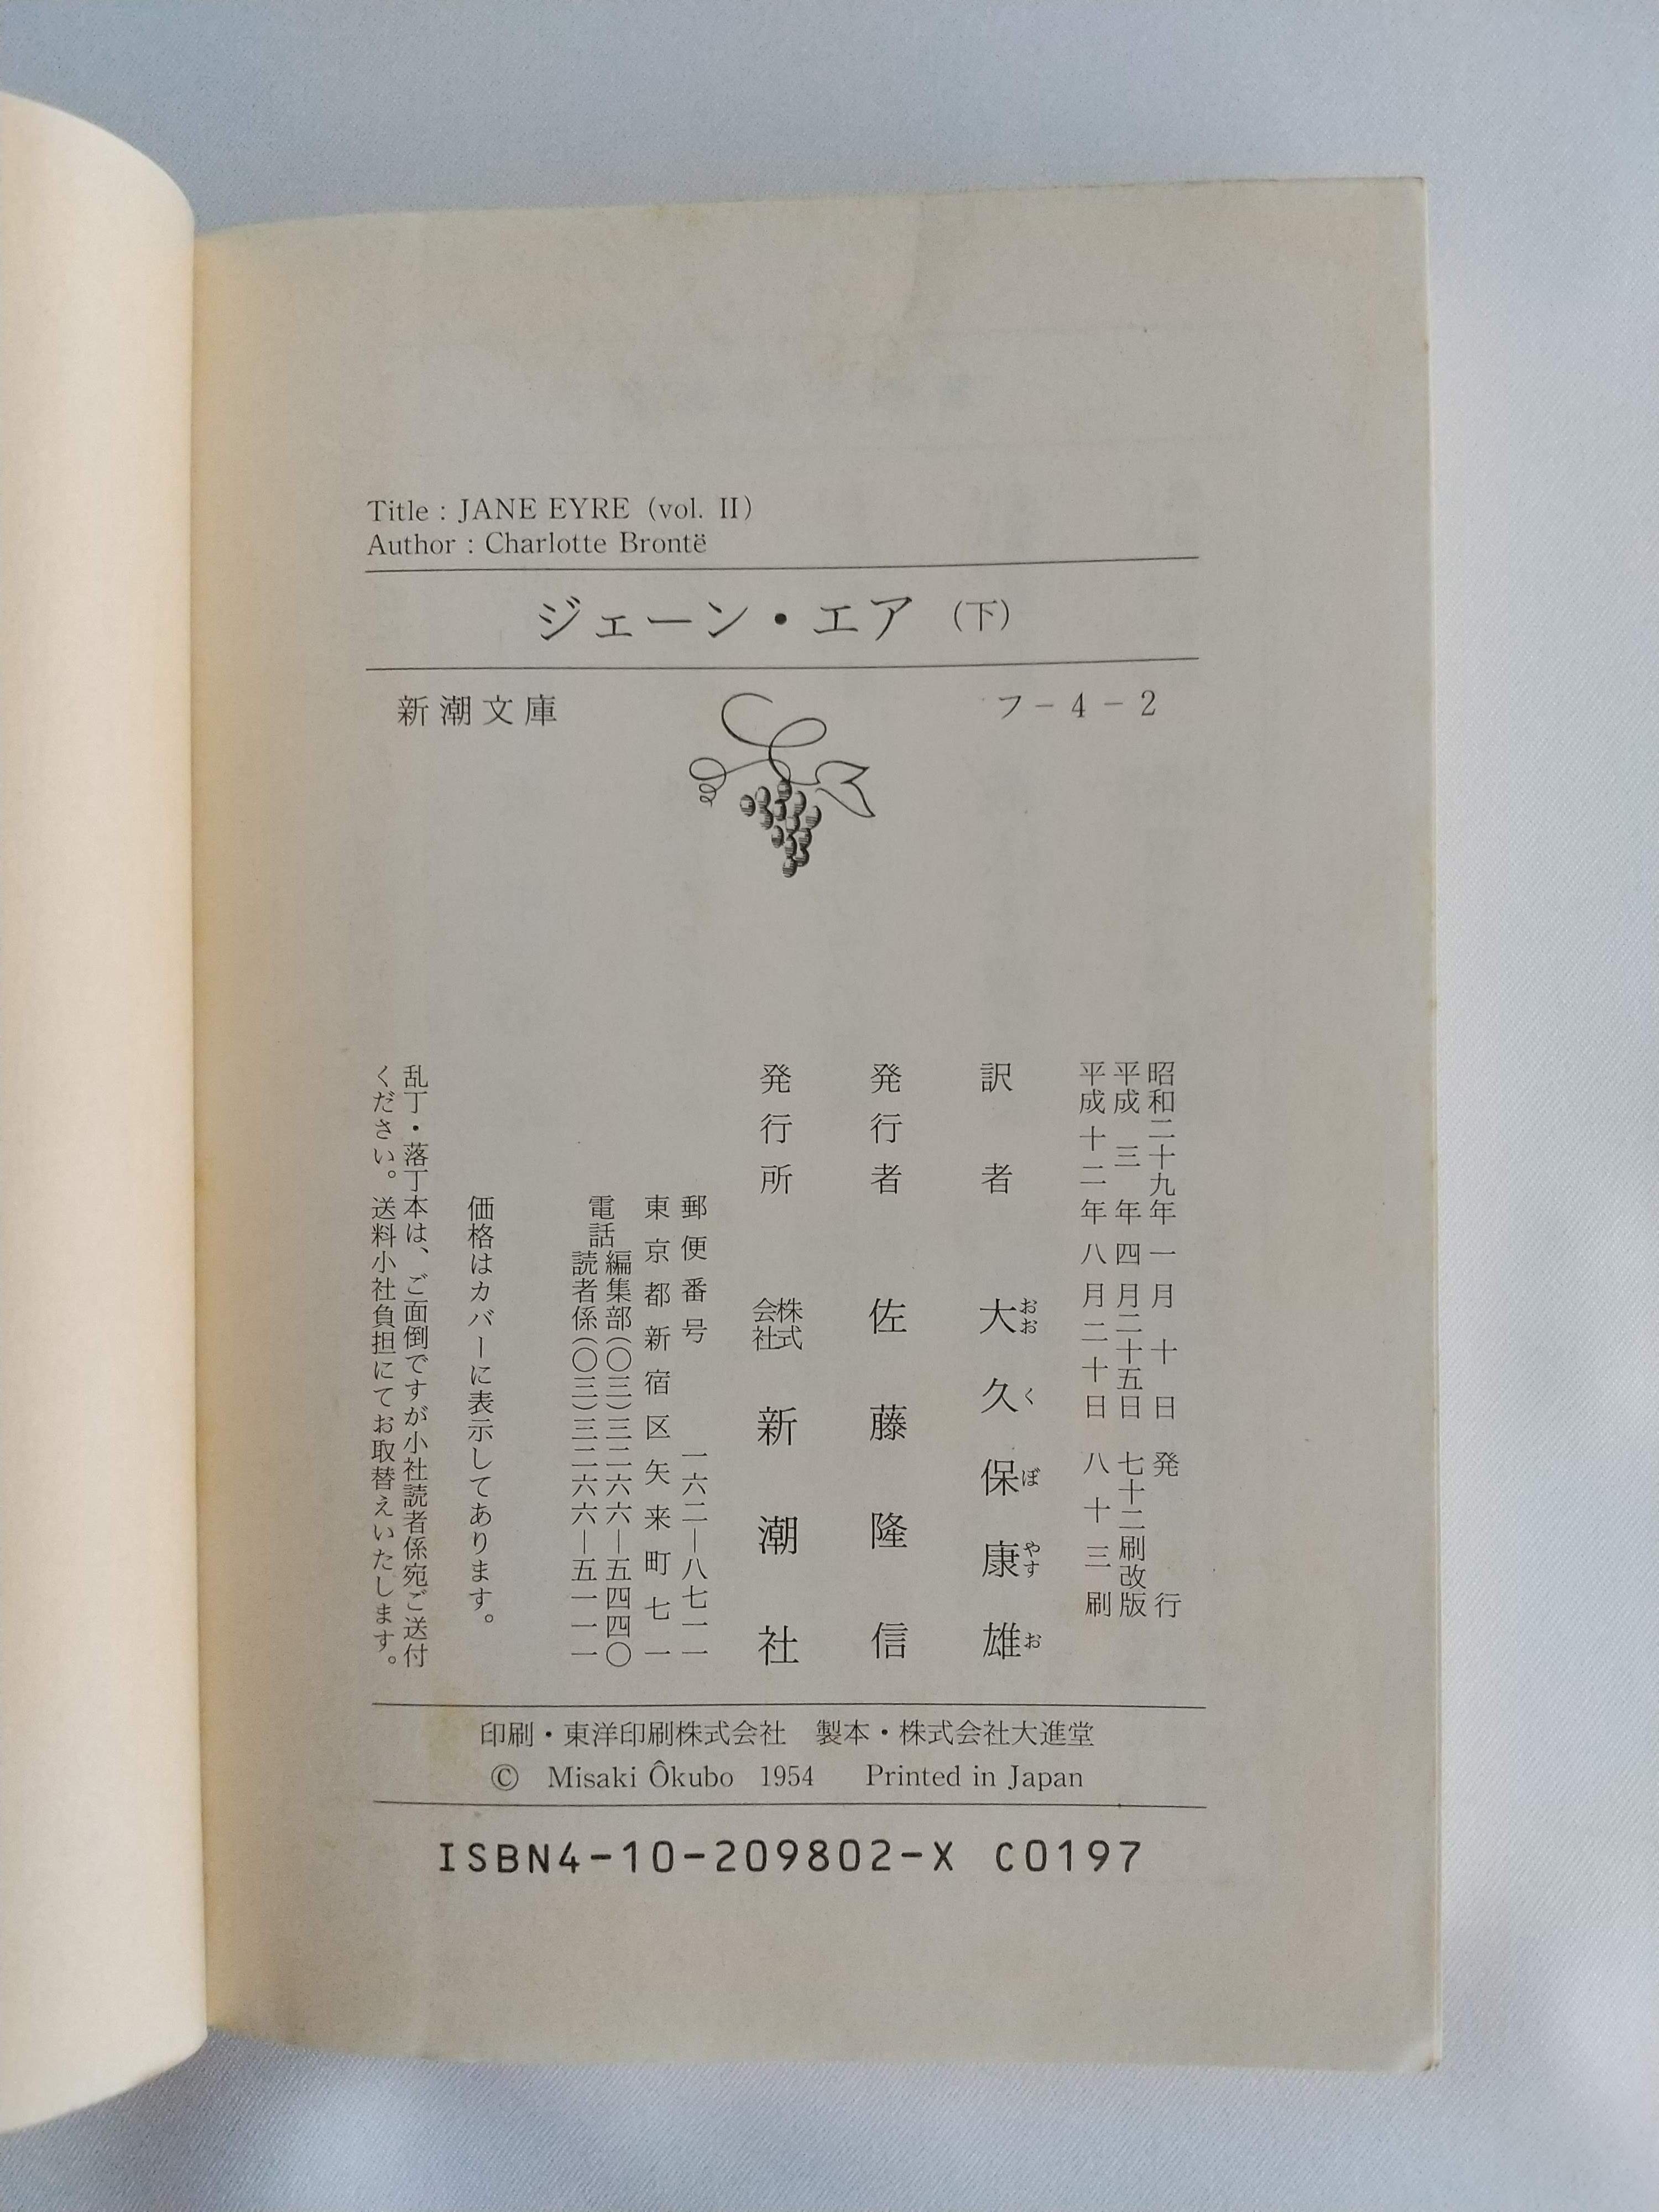 Title : JANE EYRE (vol. II)
Author : Charlotte Brontë
ジェーン・エア（下）
新潮文庫
フ-4-2
昭和二十九年一月十日発行
平成三年四月二十五日七十二刷改版
平成十二年八月二十日八十三刷
訳者 大久保康雄
おおくぼやすお
発行者 佐藤隆信
発行所 株式会社 新潮社
郵便番号 一六二―八七一一
東京都新宿区矢来町七一
電話 編集部（〇三）三二六六―五四四〇
読者係（〇三）三二六六―五一一一
価格はカバーに表示してあります。
乱丁・落丁本は、ご面倒ですが小社読者係宛ご送付
ください。送料小社負担にてお取替えいたします。
印刷・東洋印刷株式会社 製本・株式会社大進堂
© Misaki Ôkubo 1954 Printed in Japan
ISBN4-10-209802-X C0197